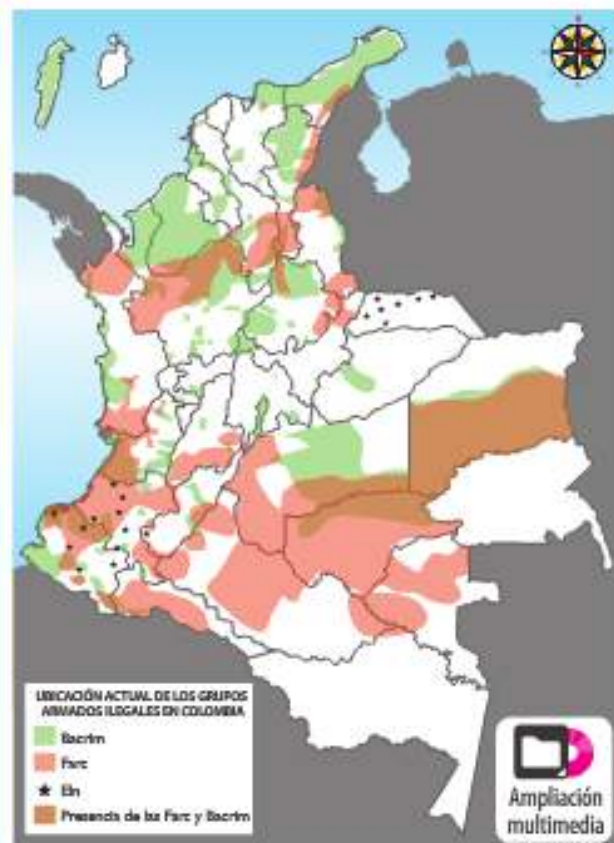 UBICACIÓN ACTUAL DE LOS GRUPOS
ARMADOS ILEGALES EN COLOMBIA
Bacrim
Farc
Eln
Presencia de las Farc y Bacrim
Ampliación
multimedia